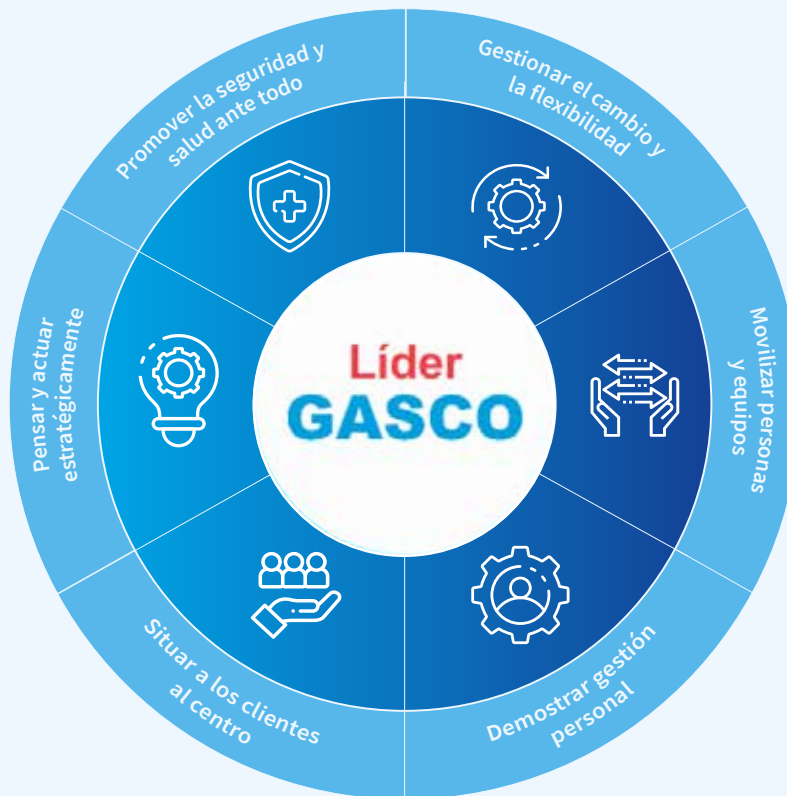 Promover la seguridad y
salud ante todo
Gestionar el cambio y
la flexibilidad
Movilizar personas
y equipos
Demostrar gestión
personal
Situar a los clientes
al centro
Pensar y actuar
estratégicamente
Líder
GASCO